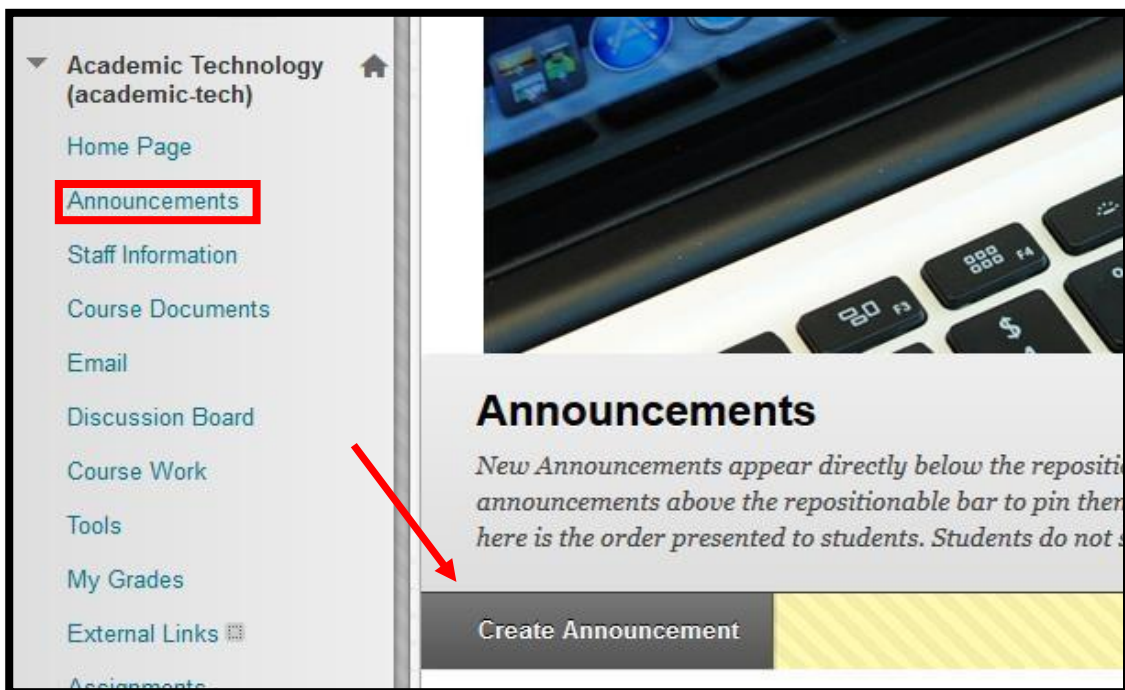 Academic Technology
(academic-tech)
Home Page
Announcements
Staff Information
Course Documents
Email
Discussion Board
Course Work
Tools
My Grades
External Links
Assignments
F4
F3
$
Announcements
New Announcements appear directly below the
announcements above the repositionable bar to pin
here is the order presented to students. Students do not
Create Announcement